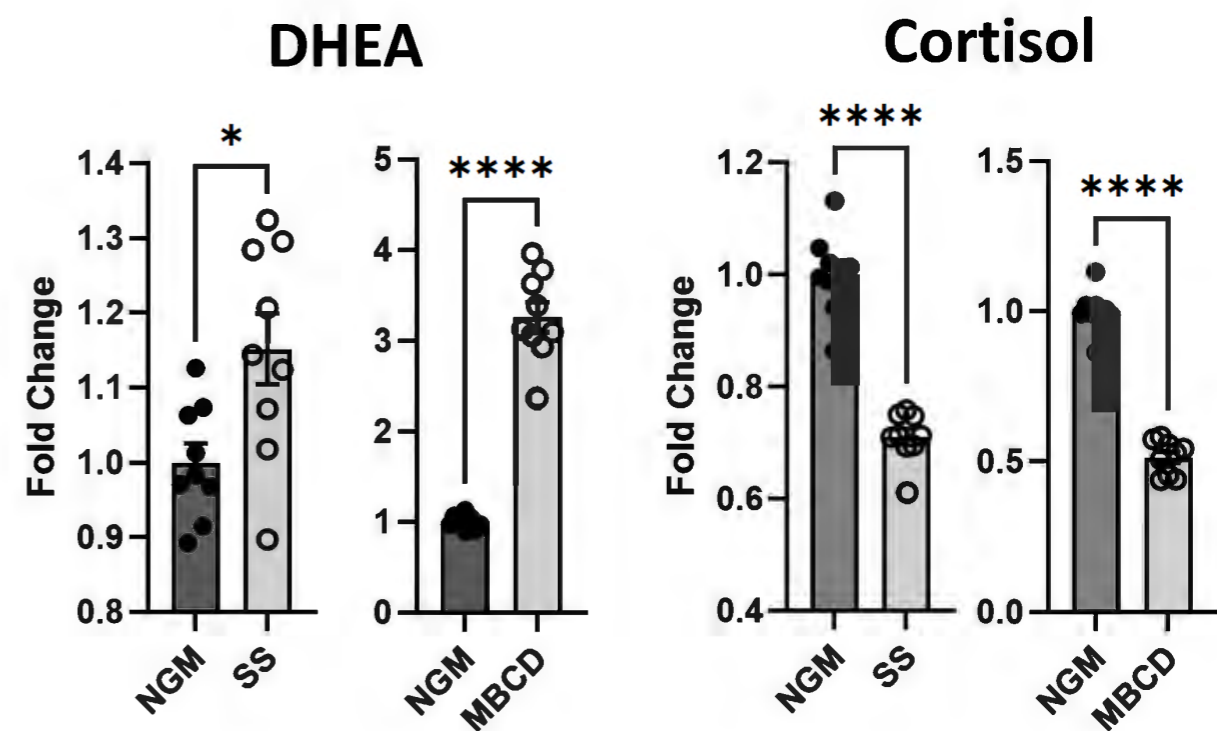 DHEA
Cortisol
*
****
****
****
Fold Change
1.4
1.3
1.2
1.1
1.0
0.9
0.8
NGM
SS
5
4
3
2
1
0
NGM
MBCD
Fold Change
1.2
1.0
0.8
0.6
0.4
NGM
SS
1.5
1.0
0.5
0.0
NGM
MBCD